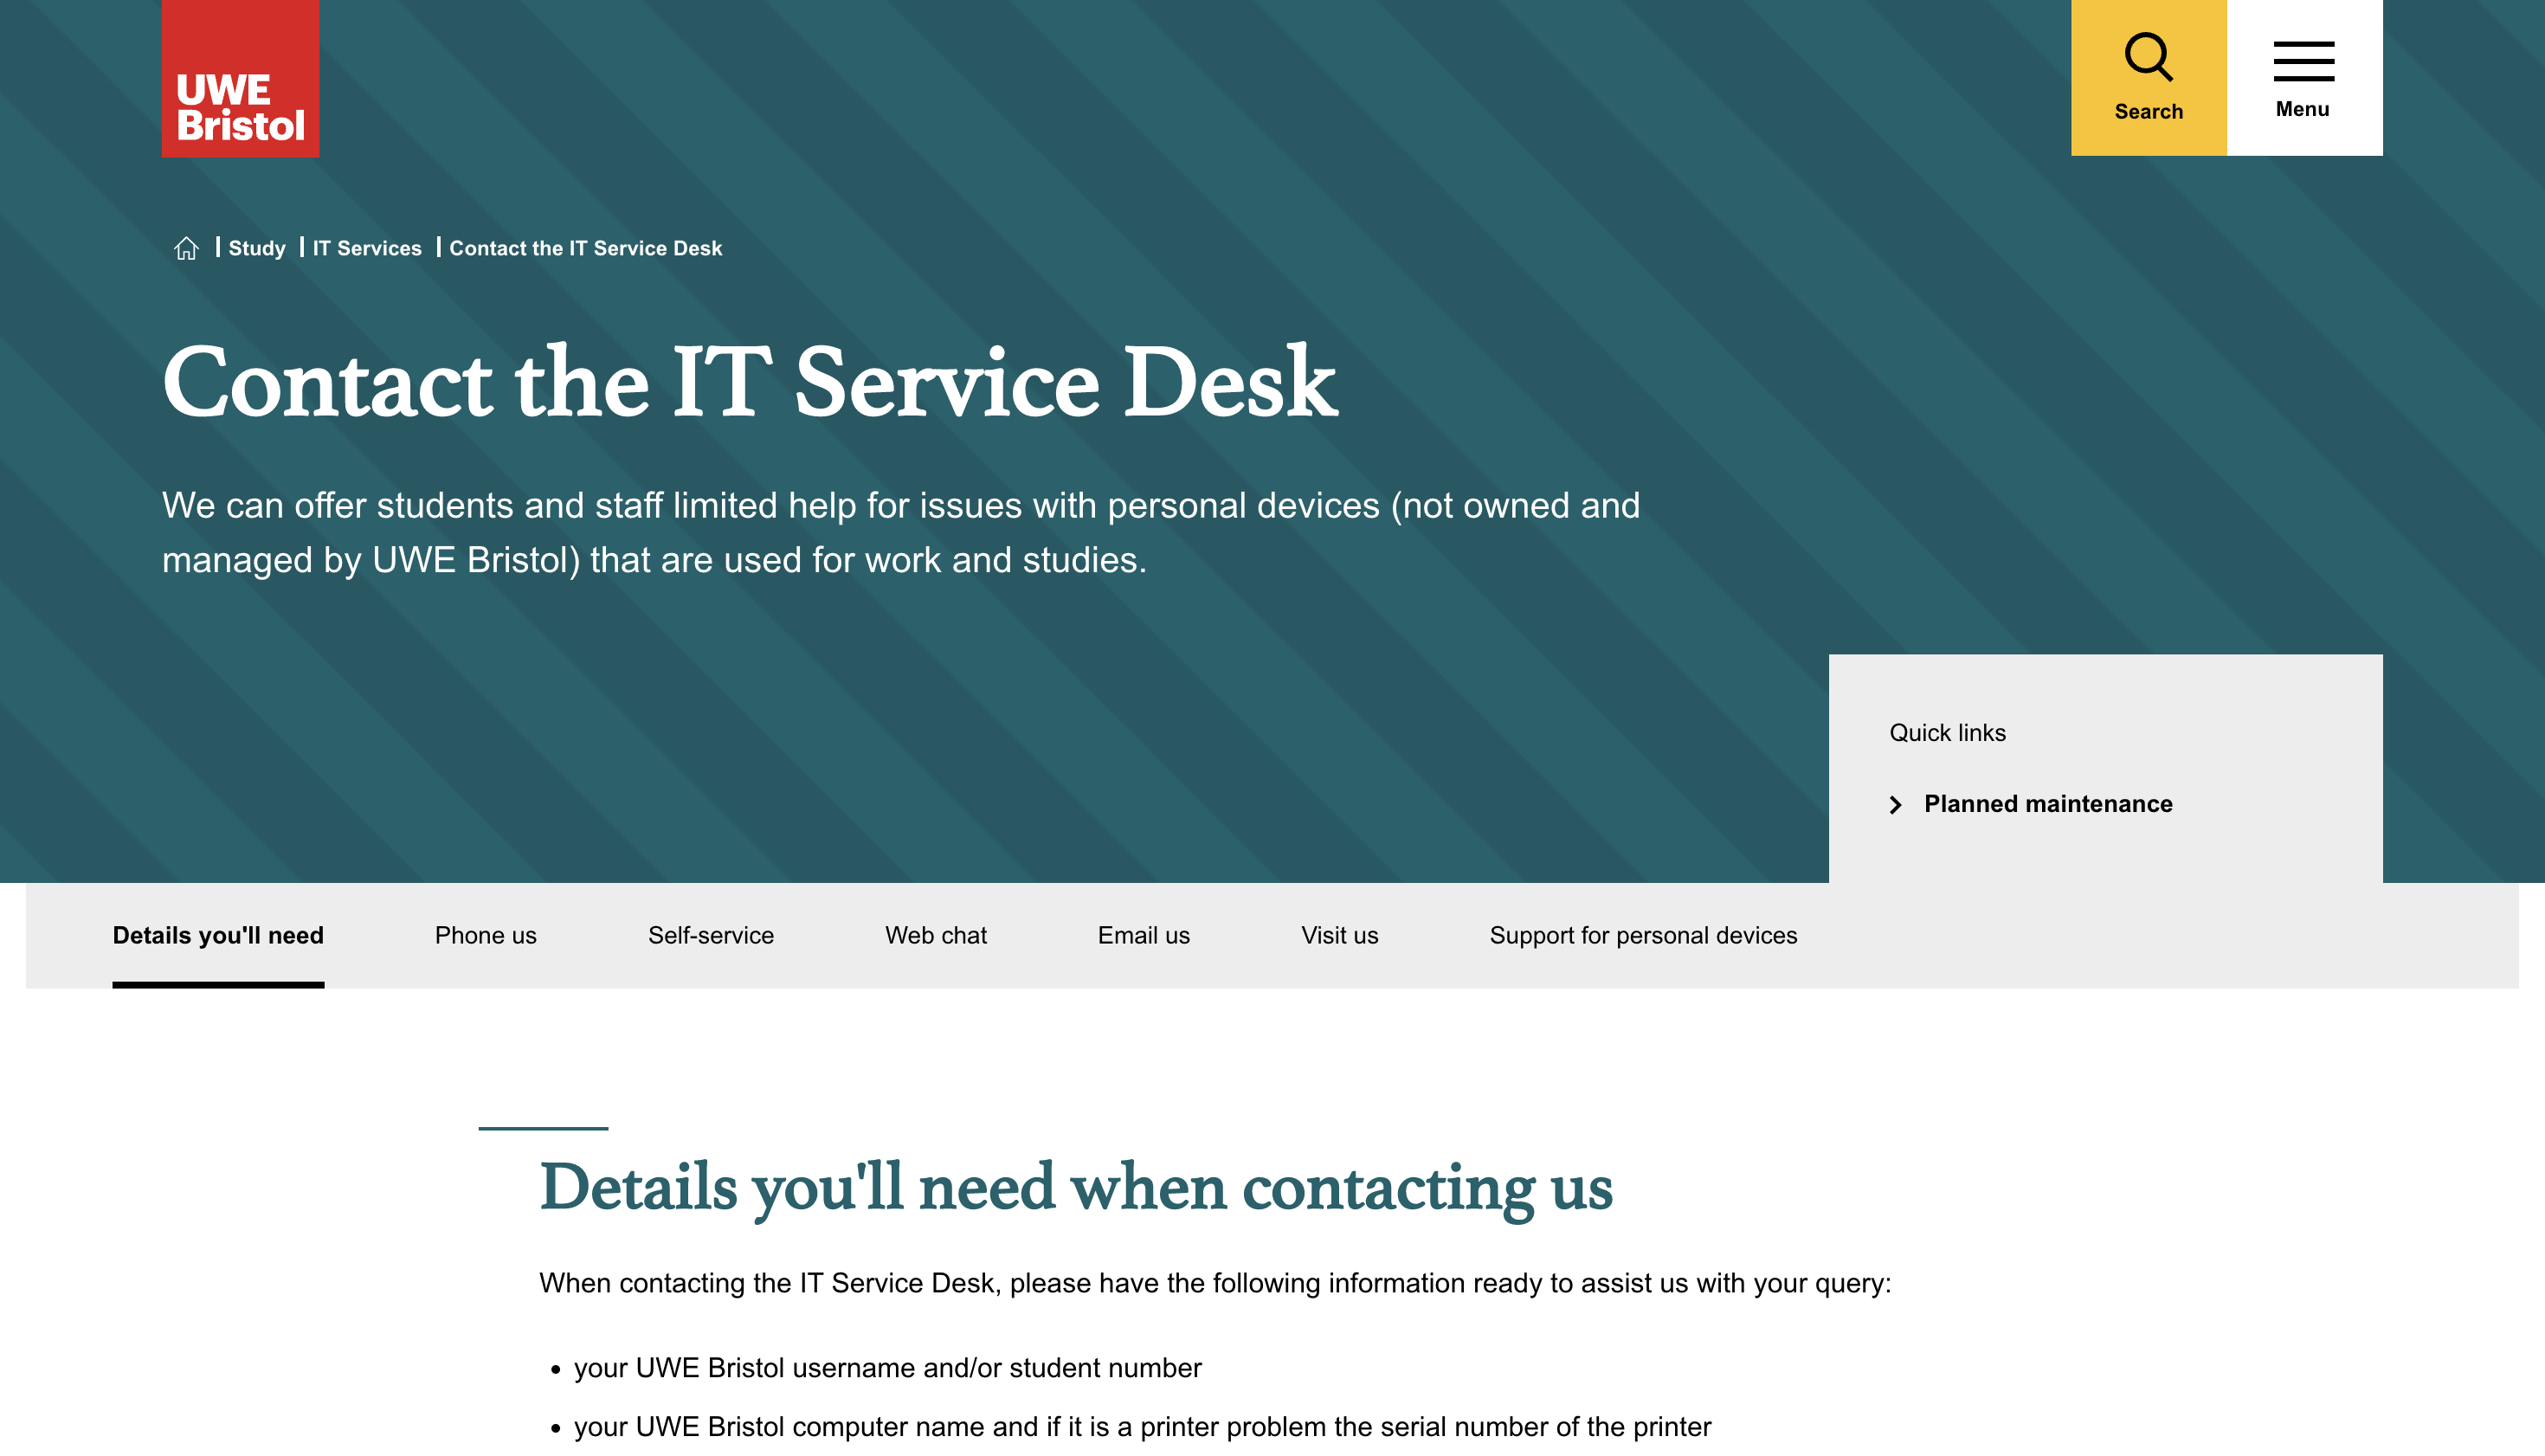 UWE
Bristol
Search
Menu
Study
IT Services
Contact the IT Service Desk
Contact the IT Service Desk
We can offer students and staff limited help for issues with personal devices (not owned and
managed by UWE Bristol) that are used for work and studies.
Quick links
Planned maintenance
Details you'll need
Phone us
Self-service
Web chat
Email us
Visit us
Support for personal devices
Details you'll need when contacting us
When contacting the IT Service Desk, please have the following information ready to assist us with your query:
your UWE Bristol username and/or student number
your UWE Bristol computer name and if it is a printer problem the serial number of the printer